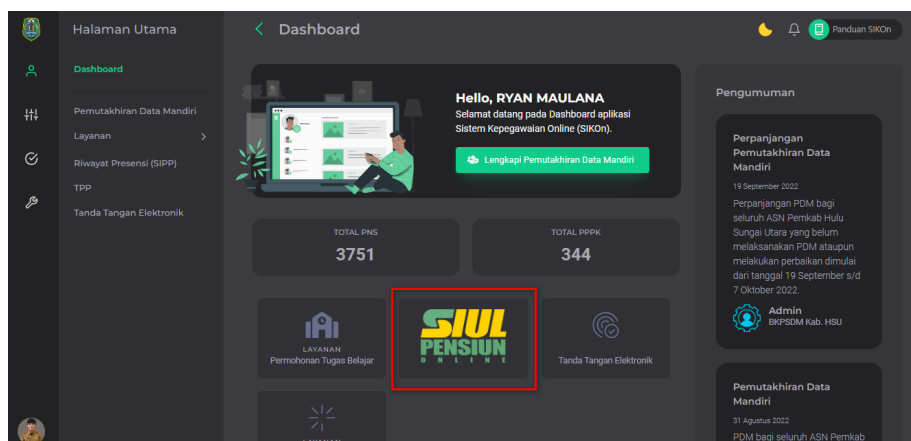 Halaman Utama
Dashboard
Pemutakhiran Data Mandiri
Layanan
Riwayat Presensi (SIPP)
TPP
Tanda Tangan Elektronik
Dashboard
Panduan SIKOn
Hello, RYAN MAULANA
Selamat datang pada Dashboard aplikasi
Sistem Kepegawaian Online (SIKOn).
Lengkapi Pemutakhiran Data Mandiri
TOTAL PNS
3751
TOTAL PPPK
344
LAYANAN
Permohonan Tugas Belajar
SIUL
PENSIUN
ONLINE
Tanda Tangan Elektronik
LAYANAN
Pengumuman
Perpanjangan
Pemutakhiran Data
Mandiri
19 September 2022
Perpanjangan PDM bagi
seluruh ASN Pemkab Hulu
Sungai Utara yang belum
melaksanakan PDM ataupun
melakukan perbaikan dimulai
dari tanggal 19 September s/d
7 Oktober 2022.
Admin
BKPSDM Kab. HSU
Pemutakhiran Data
Mandiri
31 Agustus 2022
PDM bagi seluruh ASN Pemkab